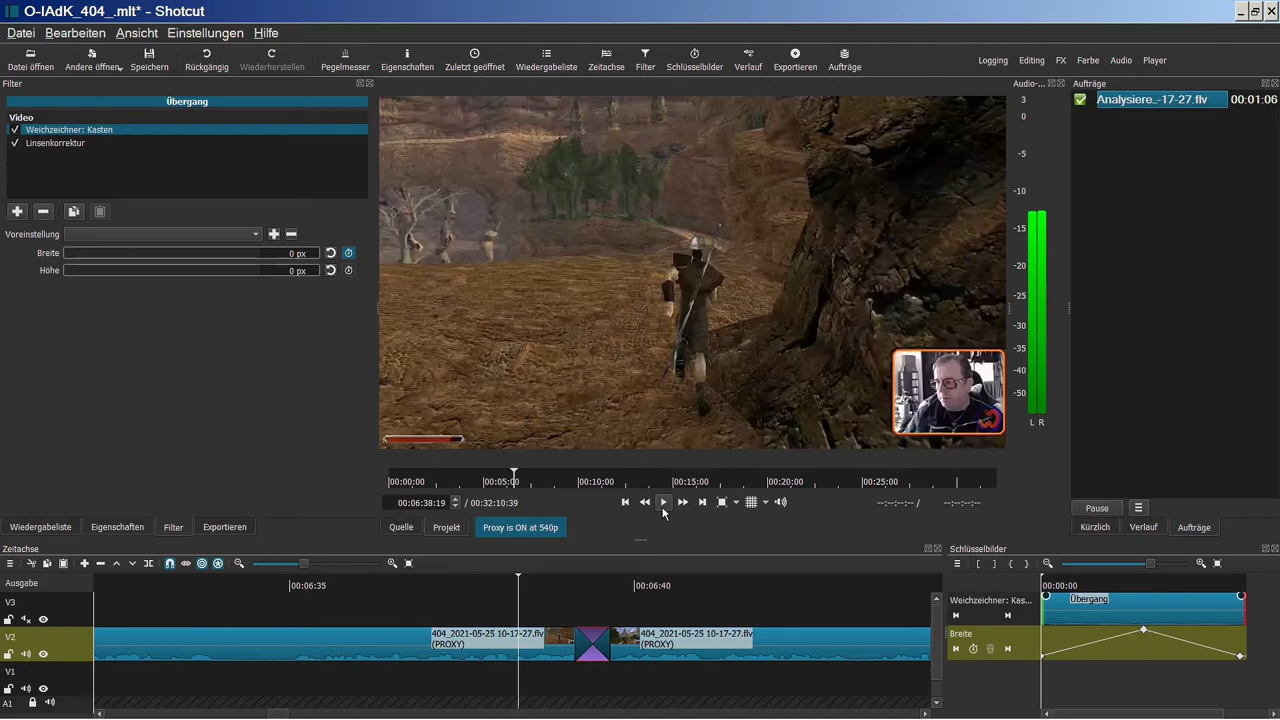 O-IAdK_404_.mlt* - Shotcut
Datei Bearbeiten Ansicht Einstellungen Hilfe
Datei öffnen Andere öffnen Speichern Rückgängig Wiederherstellen Pegelmesser Eigenschaften Zuletzt geöffnet Wiedergabeliste Zeitachse Filter Schlüsselbilder Verlauf Exportieren Aufträge
Logging Editing FX Farbe Audio Player
Filter
Übergang
Video
Weichzeichner: Kasten
Linsenkorrektur
Voreinstellung
Breite 0 px
Höhe 0 px
Audio-...
3
0
-5
-10
-15
-20
-25
-30
-35
-40
-50
L R
Aufträge
Analysiere..-17-27.flv 00:01:06
00:00:00 00:05:00 00:10:00 00:15:00 00:20:00 00:25:00
00:06:38:19 / 00:32:10:39
--:--:--:-- / --:--:--:--
Pause
Wiedergabeliste Eigenschaften Filter Exportieren
Quelle Projekt Proxy is ON at 540p
Kürzlich Verlauf Aufträge
Zeitachse
Ausgabe
00:06:35 00:06:40
V3
V2
404_2021-05-25 10-17-27.flv
(PROXY)
404_2021-05-25 10-17-27.flv
(PROXY)
V1
A1
Schlüsselbilder
00:00:00
Weichzeichner: Kas...
Übergang
Breite